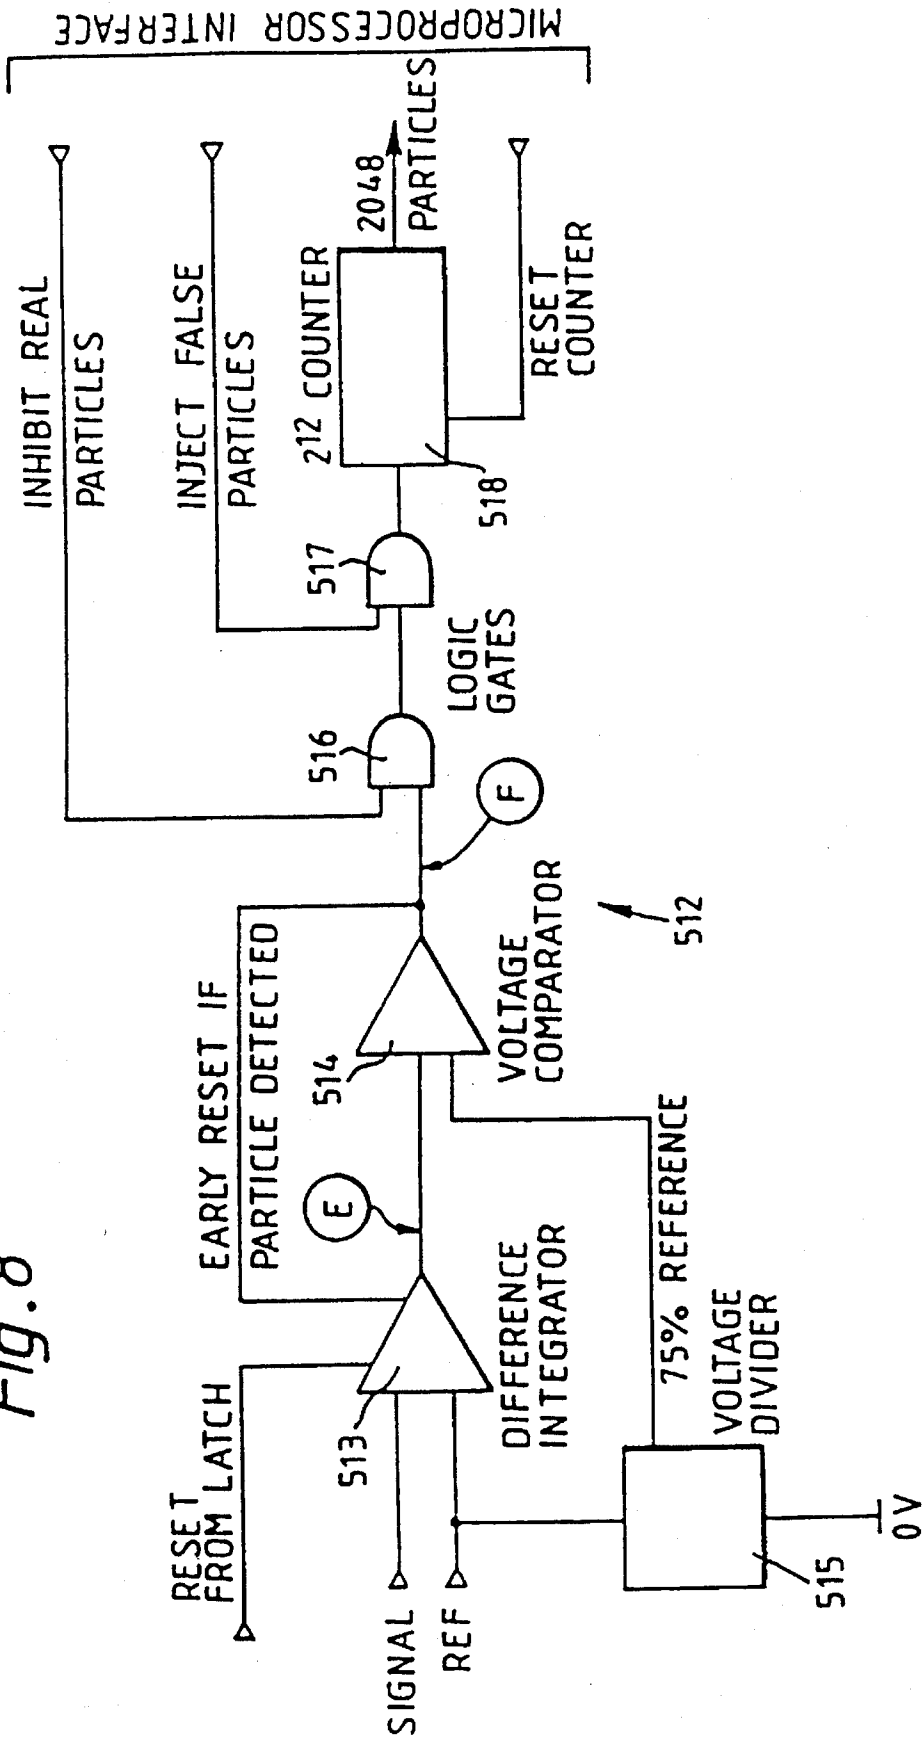 Fig. 8
RESET
FROM LATCH
SIGNAL
REF
513
DIFFERENCE
INTEGRATOR
515
0V
VOLTAGE
DIVIDER
75% REFERENCE
EARLY RESET IF
PARTICLE DETECTED
E
514
VOLTAGE
COMPARATOR
512
F
516
LOGIC
GATES
517
INHIBIT REAL
PARTICLES
INJECT FALSE
PARTICLES
2¹² COUNTER
518
2048
PARTICLES
RESET
COUNTER
MICROPROCESSOR INTERFACE